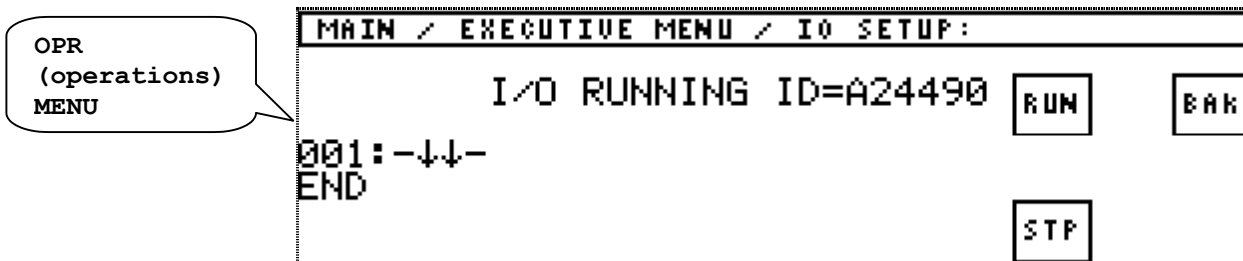 OPR
(operations)
MENU
MAIN / EXECUTIVE MENU / IO SETUP:
I/O RUNNING ID=A24490
RUN
BAK
001:-↓↓-
END
STP